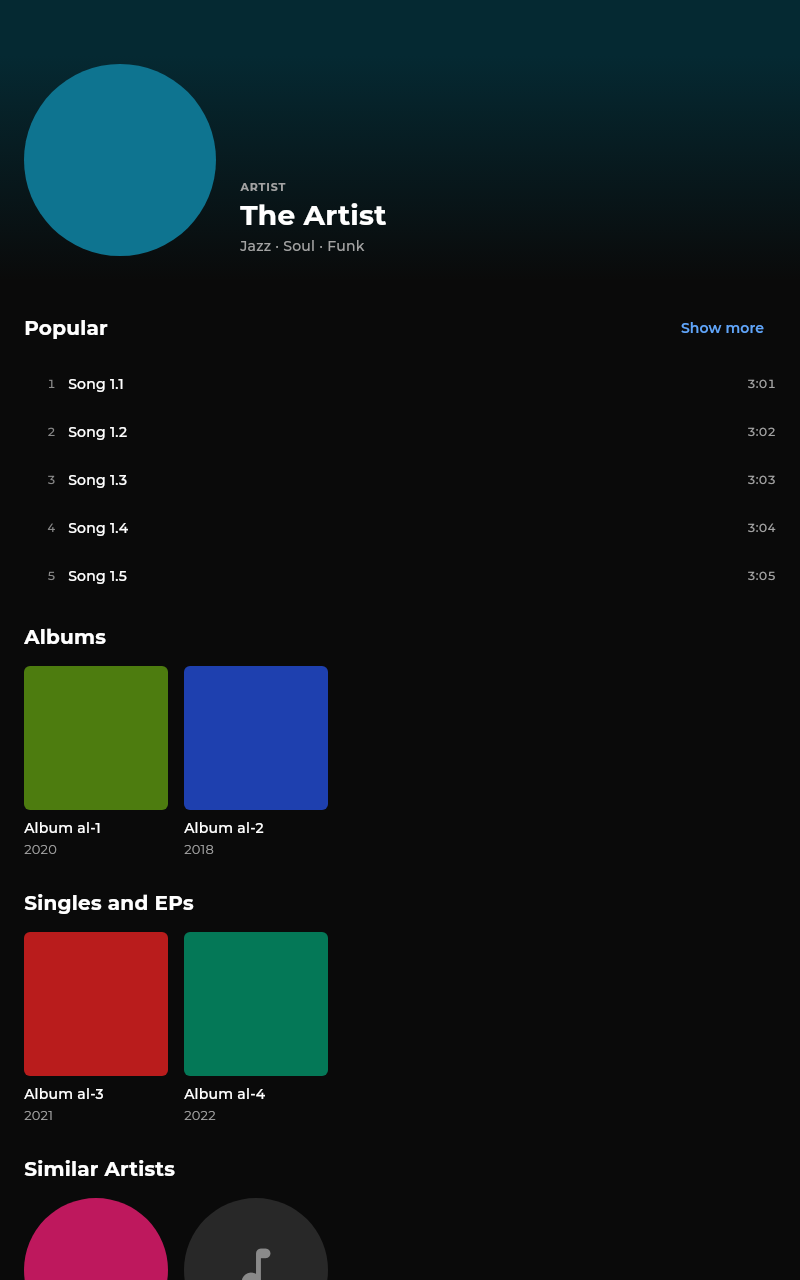 ARTIST
The Artist
Jazz · Soul · Funk
Popular
Show more
1 Song 1.1 3:01
2 Song 1.2 3:02
3 Song 1.3 3:03
4 Song 1.4 3:04
5 Song 1.5 3:05
Albums
Album al-1 Album al-2
2020 2018
Singles and EPs
Album al-3 Album al-4
2021 2022
Similar Artists